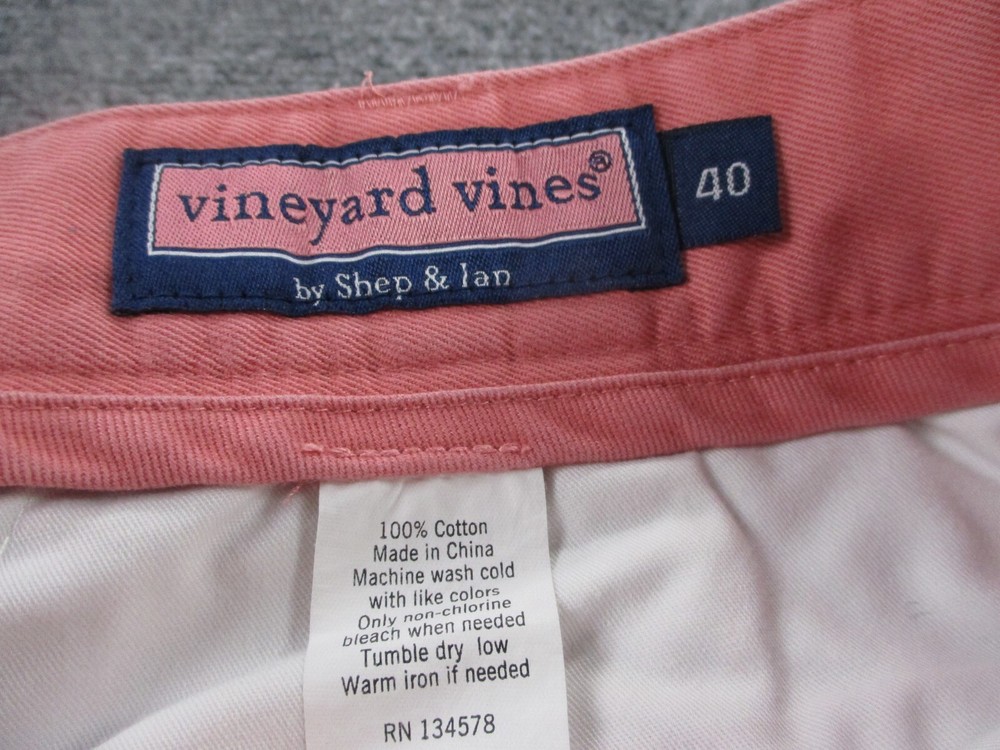 vineyard vines®
by Shep & Ian
40
100% Cotton
Made in China
Machine wash cold
with like colors
Only non-chlorine
bleach when needed
Tumble dry low
Warm iron if needed
RN 134578